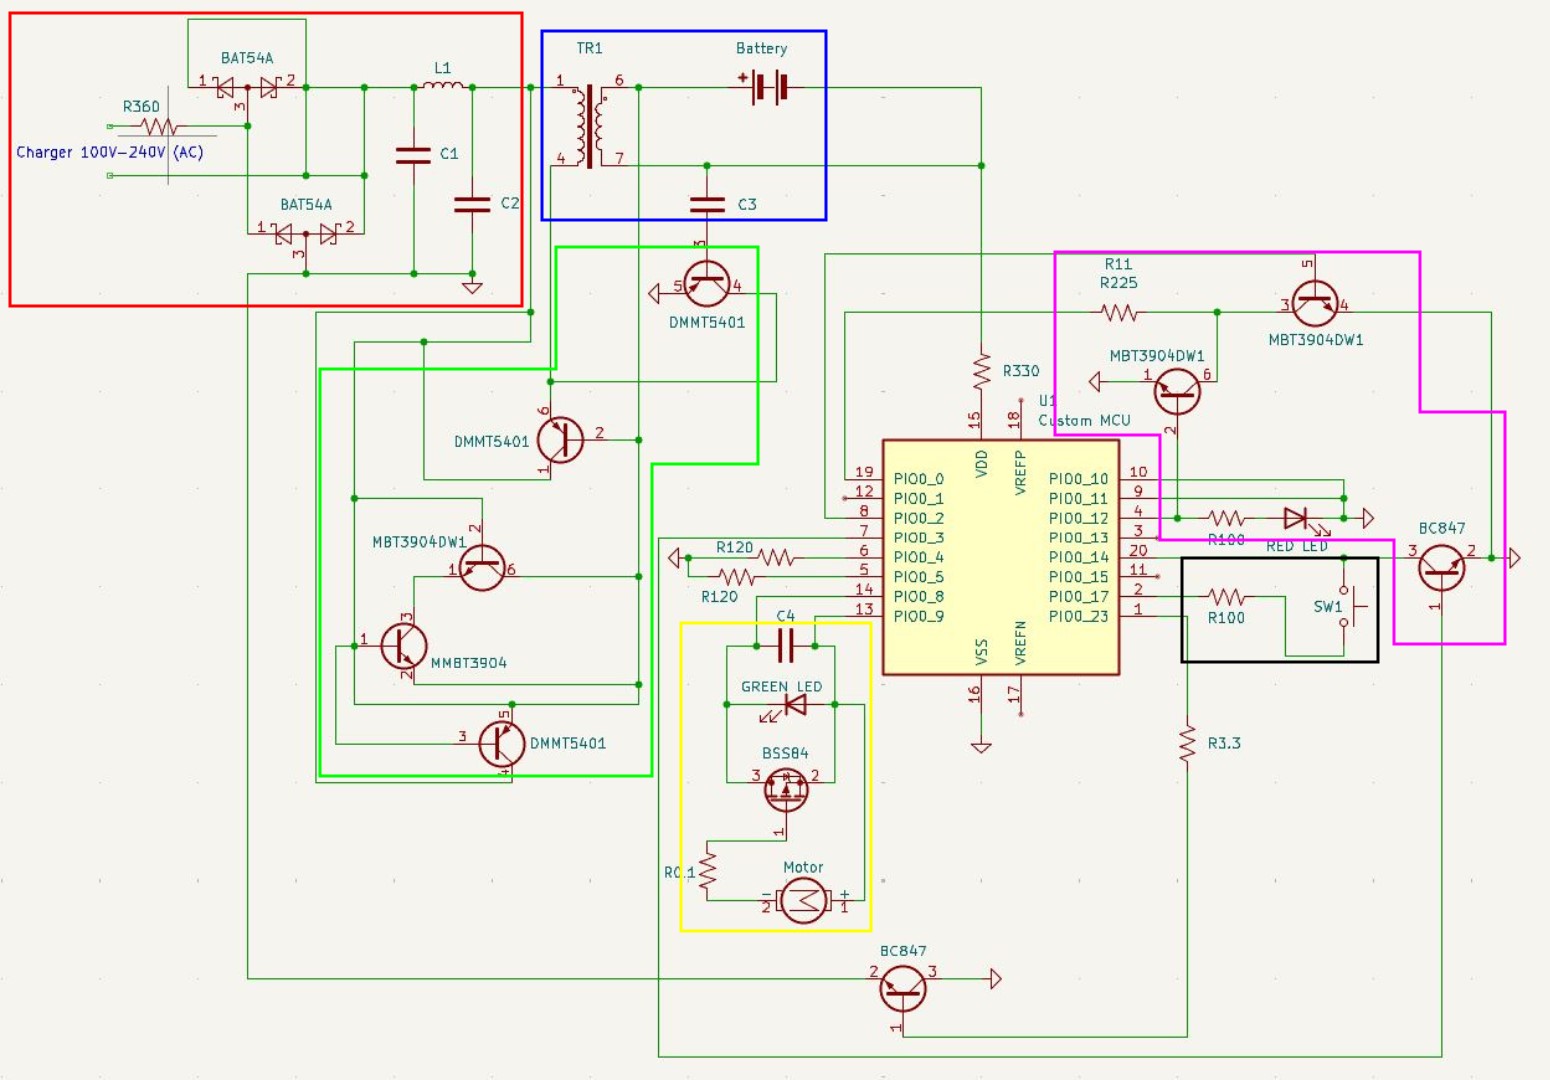 BAT54A
1 2
3
R360
Charger 100V-240V (AC)
BAT54A
1 2
3
L1
C1
C2
TR1
1 6
4 7
Battery
+
C3
3
5 4
DMMT5401
6
DMMT5401 2
1
2
MBT3904DW1
1 6
3
1
MMBT3904
2
5
3 DMMT5401
4
R11
R225
5
3 4
MBT3904DW1
MBT3904DW1
1 6
2
R330
U1
Custom MCU
15 18
VDD VREFP
19 PIO0_0 PIO0_10 10
12 PIO0_1 PIO0_11 9
8 PIO0_2 PIO0_12 4
7 PIO0_3 PIO0_13 3
6 PIO0_4 PIO0_14 20
5 PIO0_5 PIO0_15 11
14 PIO0_8 PIO0_17 2
13 PIO0_9 PIO0_23 1
VSS VREFN
16 17
R120
R120
R100
RED LED
BC847
3 2
1
R100
SW1
R3.3
C4
GREEN LED
BSS84
3 2
1
R0.1
Motor
- +
2 1
BC847
2 3
1